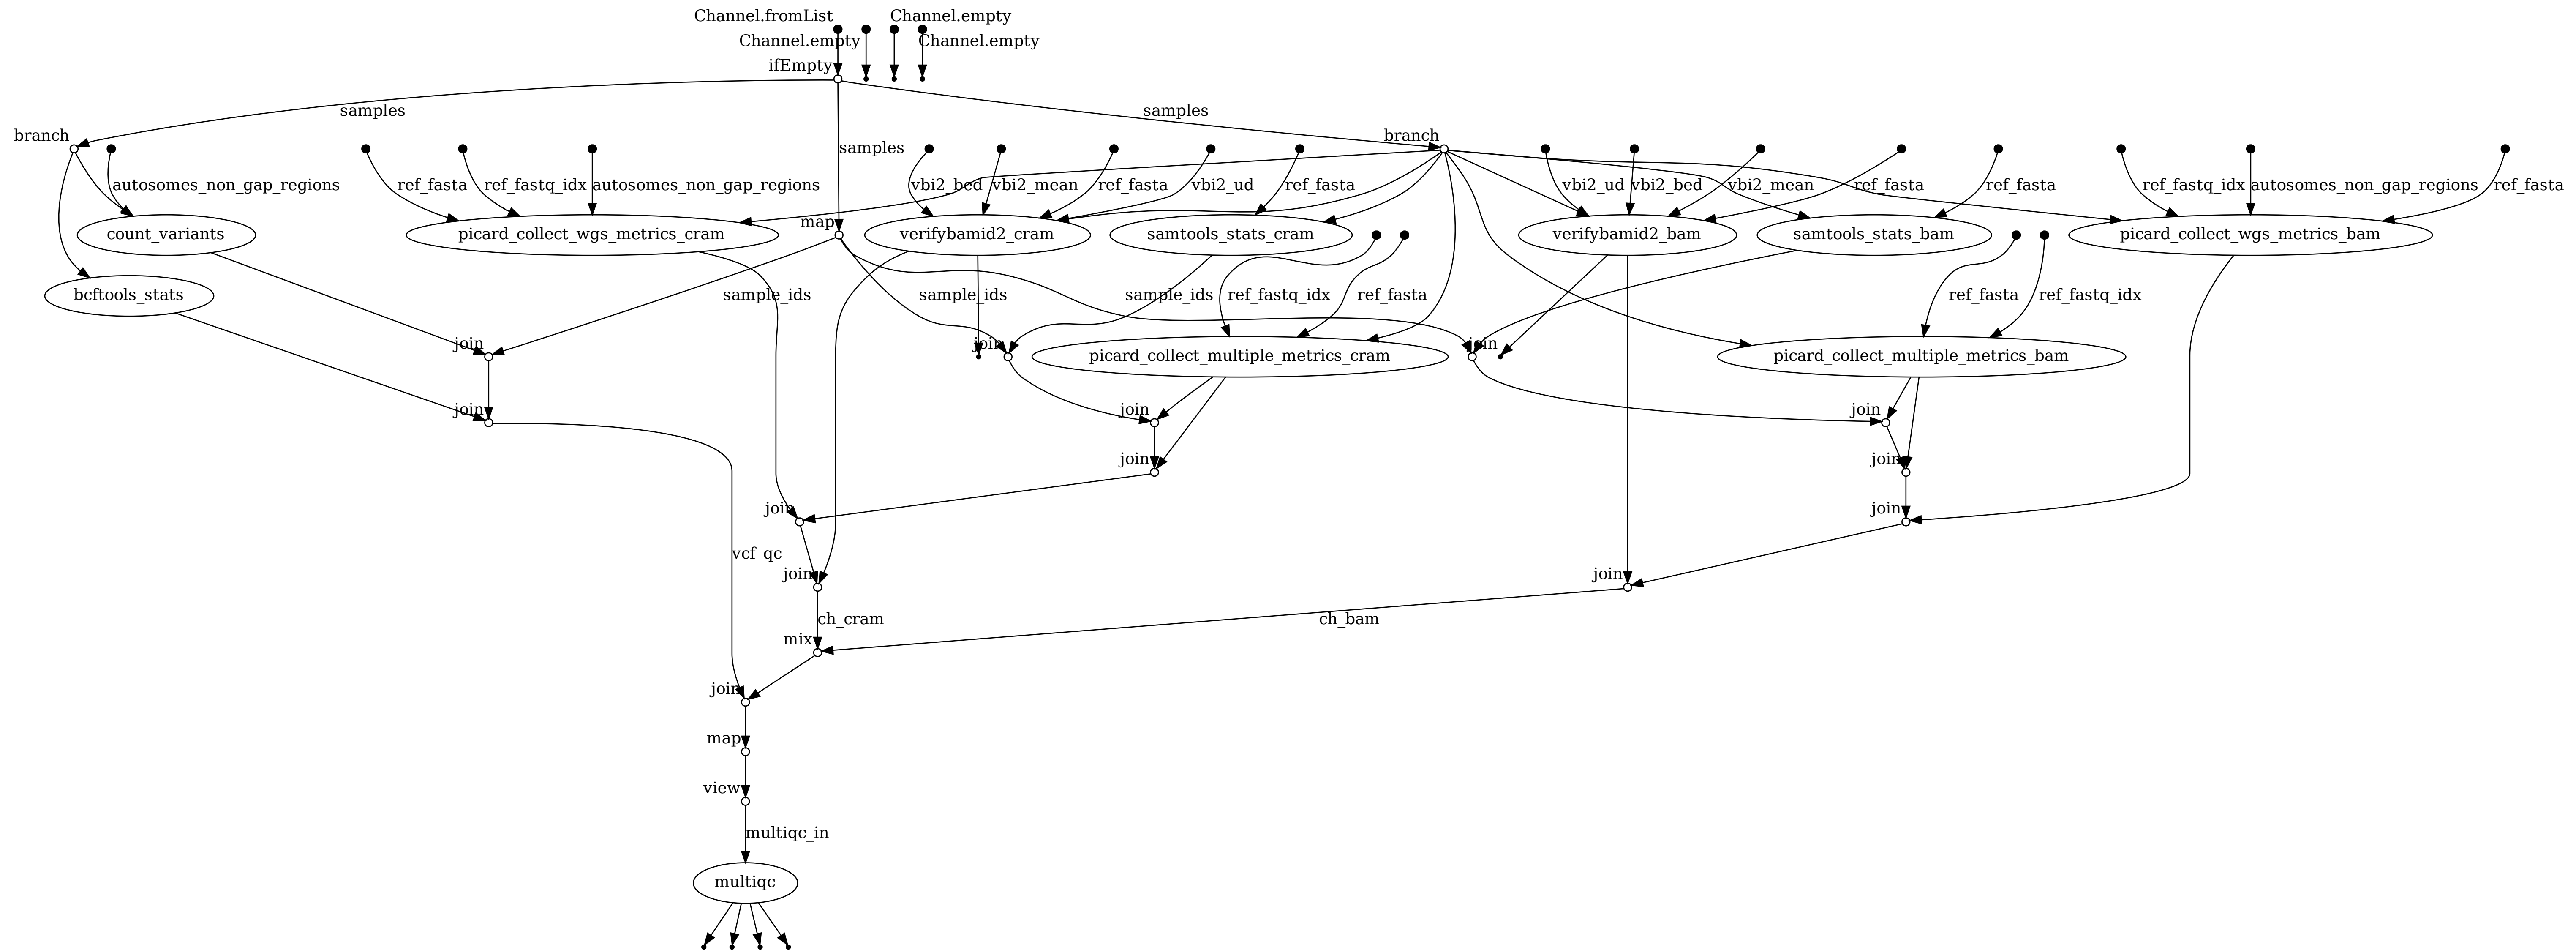 Channel.fromList
Channel.empty
Channel.empty
Channel.empty
ifEmpty
samples
samples
branch
branch
samples
autosomes_non_gap_regions
ref_fasta
ref_fastq_idx
autosomes_non_gap_regions
vbi2_bed
vbi2_mean
ref_fasta
vbi2_ud
ref_fasta
vbi2_ud
vbi2_bed
vbi2_mean
ref_fasta
ref_fasta
ref_fastq_idx
autosomes_non_gap_regions
ref_fasta
map
count_variants
picard_collect_wgs_metrics_cram
verifybamid2_cram
samtools_stats_cram
verifybamid2_bam
samtools_stats_bam
picard_collect_wgs_metrics_bam
bcftools_stats
sample_ids
sample_ids
sample_ids
ref_fastq_idx
ref_fasta
ref_fasta
ref_fastq_idx
join
join
picard_collect_multiple_metrics_cram
join
picard_collect_multiple_metrics_bam
join
join
join
join
join
join
join
vcf_qc
join
join
ch_cram
ch_bam
mix
join
map
view
multiqc_in
multiqc